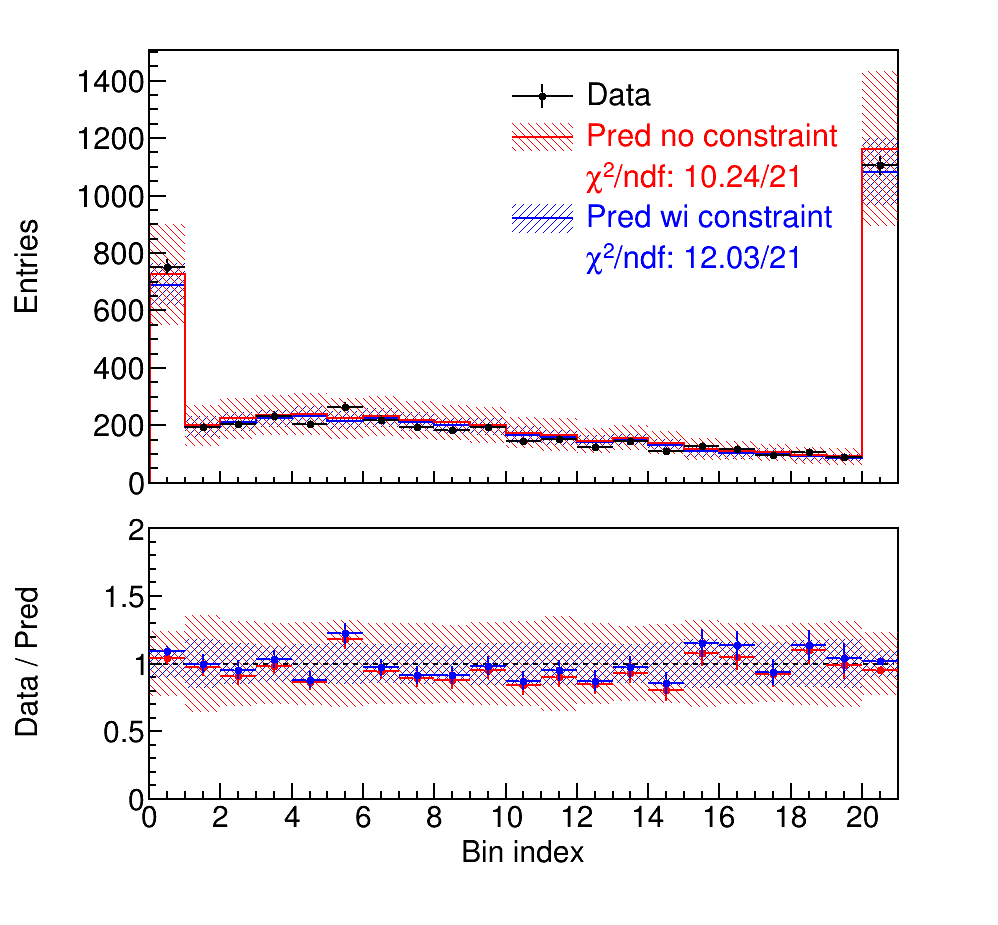 1400
1200
1000
800
600
400
200
0
Entries
Data
Pred no constraint
χ²/ndf: 10.24/21
Pred wi constraint
χ²/ndf: 12.03/21
2
1.5
1
0.5
0
Data / Pred
0 2 4 6 8 10 12 14 16 18 20
Bin index